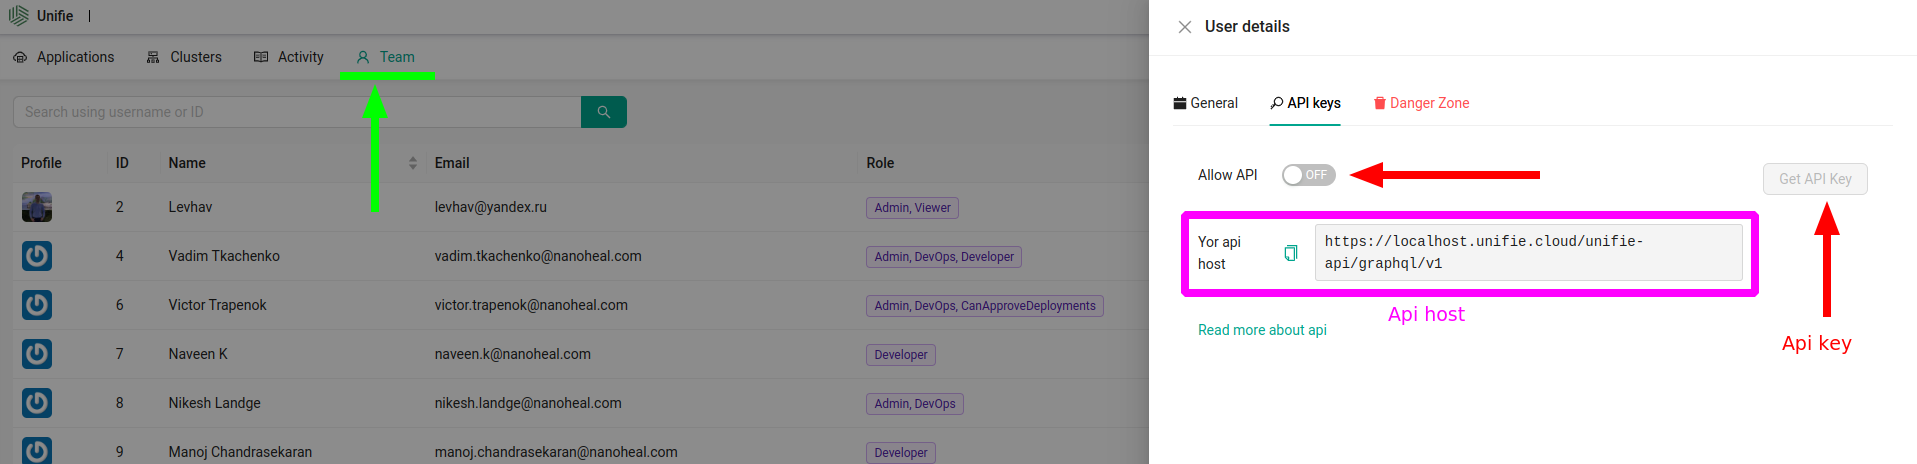 Unifie |
Applications Clusters Activity Team
Search using username or ID
Profile ID Name Email Role
2 Levhav levhav@yandex.ru Admin, Viewer
4 Vadim Tkachenko vadim.tkachenko@nanoheal.com Admin, DevOps, Developer
6 Victor Trapenok victor.trapenok@nanoheal.com Admin, DevOps, CanApproveDeployments
7 Naveen K naveen.k@nanoheal.com Developer
8 Nikesh Landge nikesh.landge@nanoheal.com Admin, DevOps
9 Manoj Chandrasekaran manoj.chandrasekaran@nanoheal.com Developer
User details
General API keys Danger Zone
Allow API OFF Get API Key
Yor api
host
https://localhost.unifie.cloud/unifie-
api/graphql/v1
Api host
Read more about api
Api key